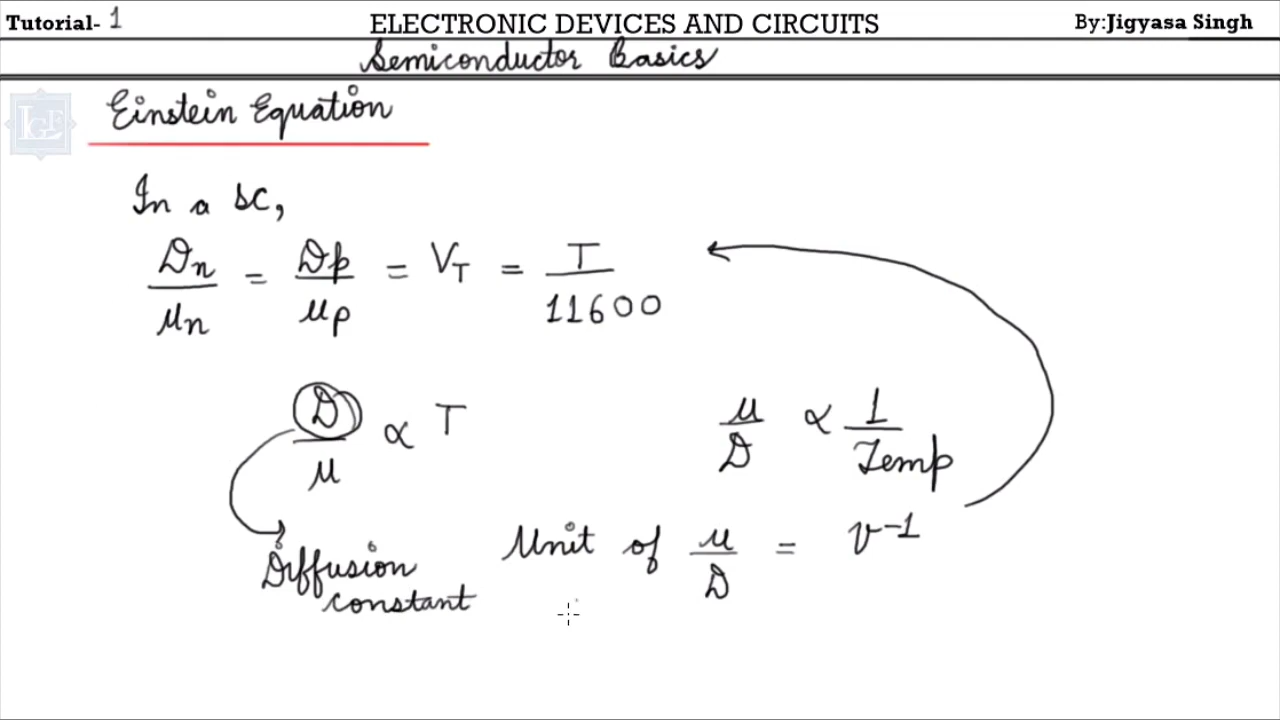 Tutorial- 1 ELECTRONIC DEVICES AND CIRCUITS By:Jigyasa Singh
Semiconductor Basics
IGF
Einstein Equation
In a sc,
Dn/μn = Dp/μp = VT = T/11600
D/μ ∝ T
μ/D ∝ 1/Temp
Diffusion constant
Unit of μ/D = v-1